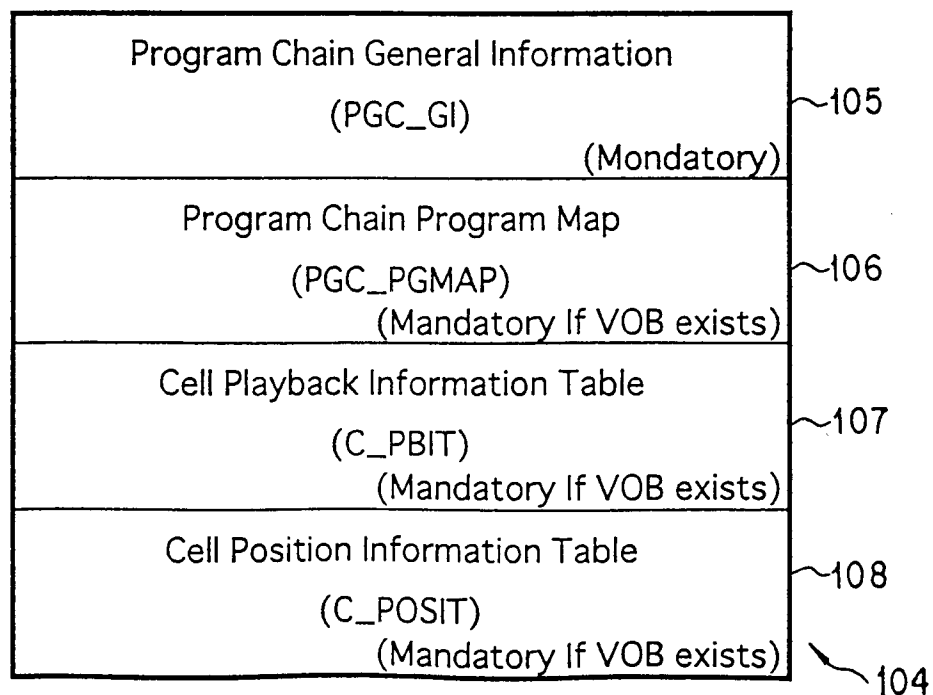 Program Chain General Information
(PGC_GI)
(Mondatory)
105
Program Chain Program Map
(PGC_PGMAP)
(Mandatory If VOB exists)
106
Cell Playback Information Table
(C_PBIT)
(Mandatory If VOB exists)
107
Cell Position Information Table
(C_POSIT)
(Mandatory If VOB exists)
108
104